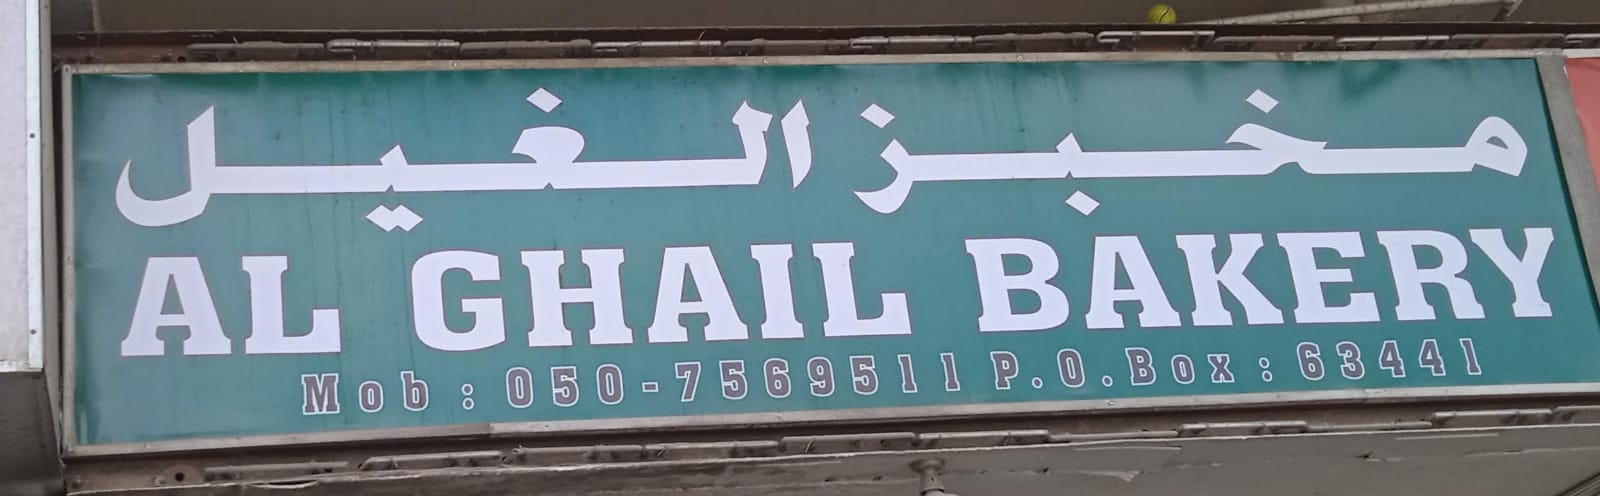 مخبز الغيل
AL GHAIL BAKERY
Mob : 050-7569511 P.O.Box : 63441